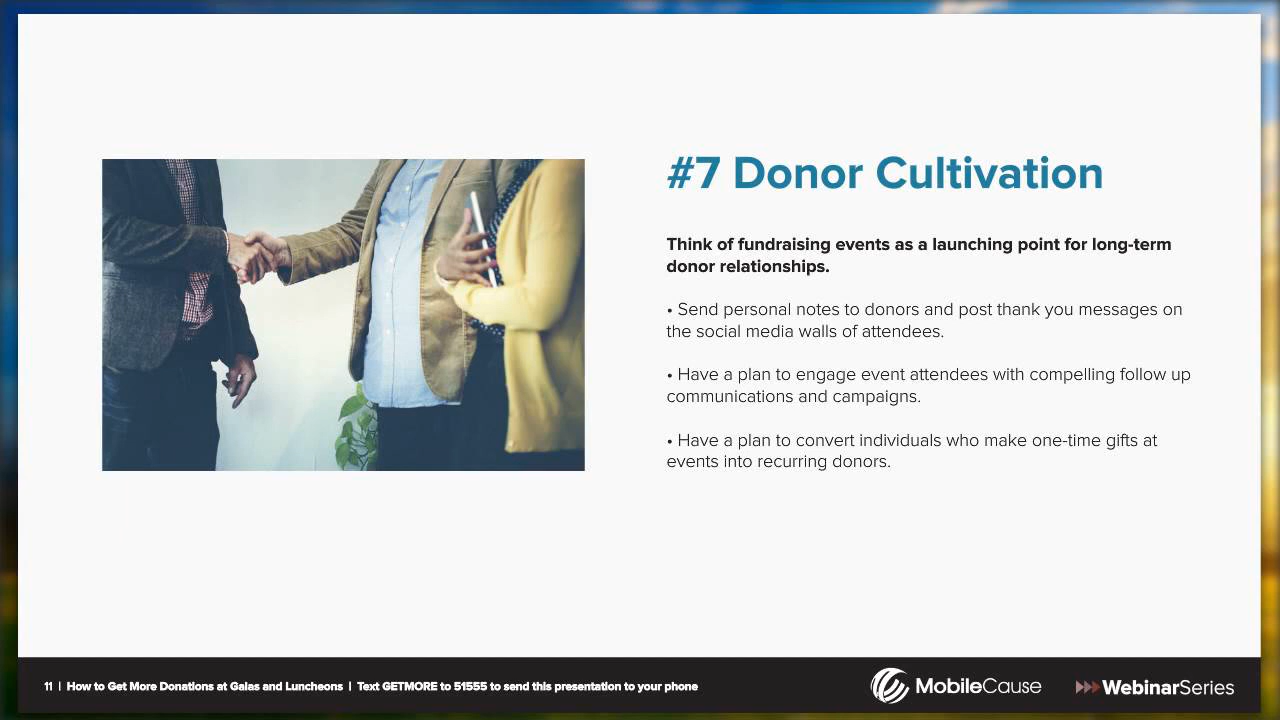 #7 Donor Cultivation
Think of fundraising events as a launching point for long-term
donor relationships.
• Send personal notes to donors and post thank you messages on
the social media walls of attendees.
• Have a plan to engage event attendees with compelling follow up
communications and campaigns.
• Have a plan to convert individuals who make one-time gifts at
events into recurring donors.
11 | How to Get More Donations at Galas and Luncheons | Text GETMORE to 51555 to send this presentation to your phone
MobileCause
WebinarSeries